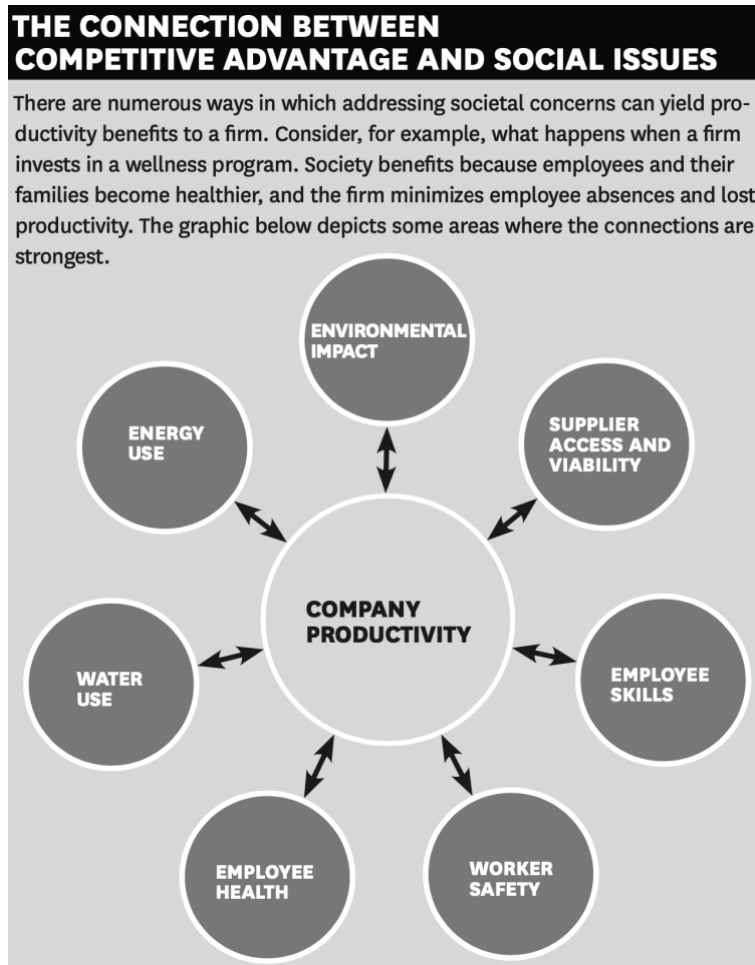 THE CONNECTION BETWEEN
COMPETITIVE ADVANTAGE AND SOCIAL ISSUES
There are numerous ways in which addressing societal concerns can yield pro-
ductivity benefits to a firm. Consider, for example, what happens when a firm
invests in a wellness program. Society benefits because employees and their
families become healthier, and the firm minimizes employee absences and lost
productivity. The graphic below depicts some areas where the connections are
strongest.
ENVIRONMENTAL
IMPACT
ENERGY
USE
SUPPLIER
ACCESS AND
VIABILITY
COMPANY
PRODUCTIVITY
WATER
USE
EMPLOYEE
SKILLS
EMPLOYEE
HEALTH
WORKER
SAFETY